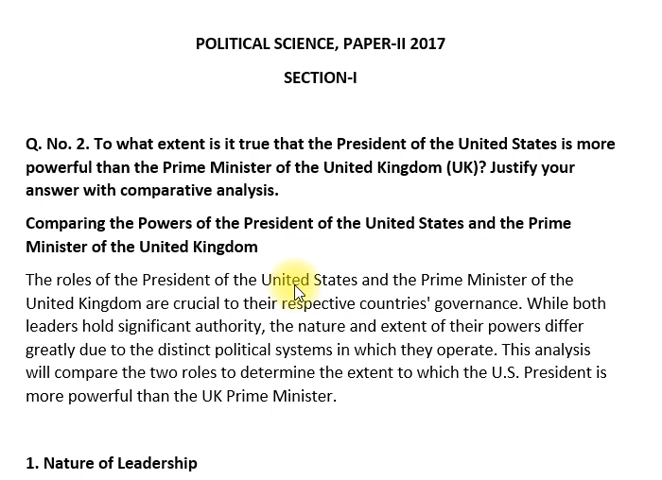 POLITICAL SCIENCE, PAPER-II 2017
SECTION-I
Q. No. 2. To what extent is it true that the President of the United States is more
powerful than the Prime Minister of the United Kingdom (UK)? Justify your
answer with comparative analysis.
Comparing the Powers of the President of the United States and the Prime
Minister of the United Kingdom
The roles of the President of the United States and the Prime Minister of the
United Kingdom are crucial to their respective countries' governance. While both
leaders hold significant authority, the nature and extent of their powers differ
greatly due to the distinct political systems in which they operate. This analysis
will compare the two roles to determine the extent to which the U.S. President is
more powerful than the UK Prime Minister.
1. Nature of Leadership